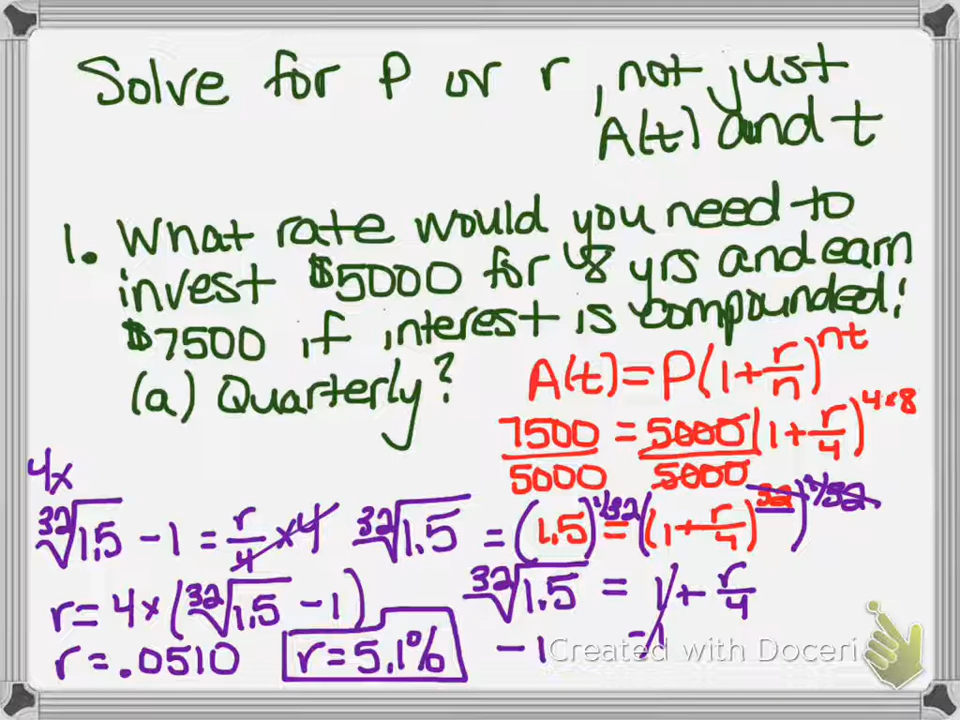 Solve for P or r, not just
A(t) and t
1. What rate would you need to
invest $5000 for 8 yrs and earn
$7500 if interest is compounded:
(a) Quarterly?
A(t) = P(1 + r/n)^nt
7500/5000 = 5000/5000 (1 + r/4)^4×8
4x
³²√1.5 - 1 = r/4 × 4
³²√1.5 = (1.5)^1/32 = ((1 + r/4)^32)^1/32
r = 4x(³²√1.5 - 1)
³²√1.5 = 1 + r/4
r = .0510
r = 5.1%
-1 = -1
Created with Doceri